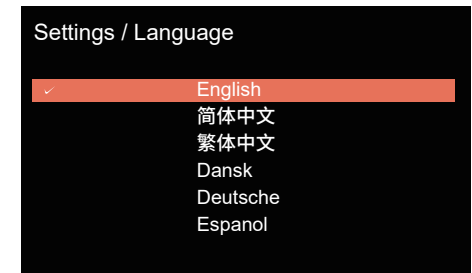 Settings / Language
English
简体中文
繁体中文
Dansk
Deutsche
Espanol